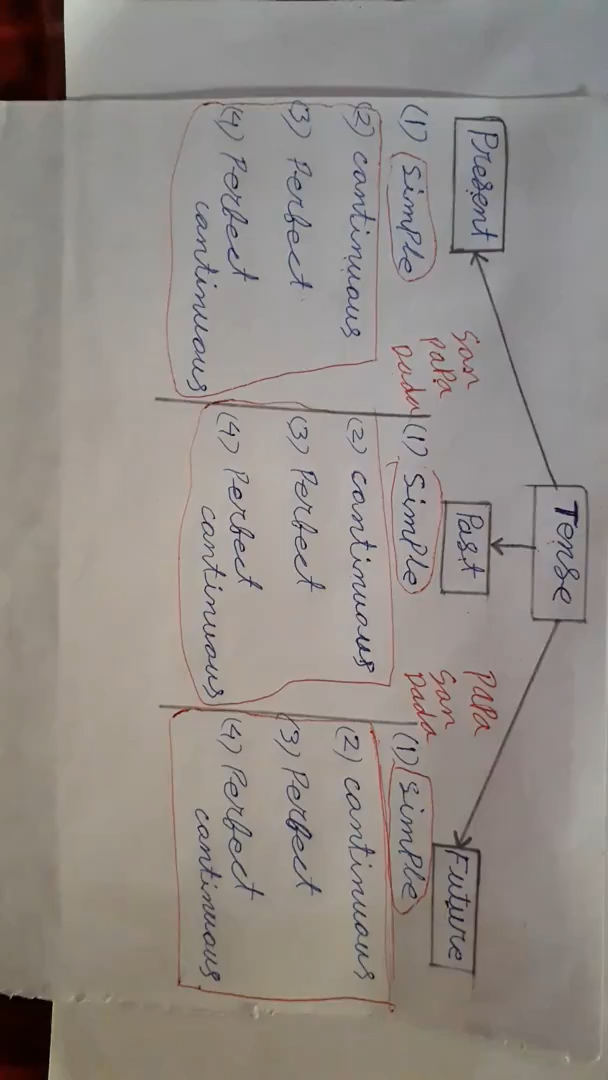 Tense
Present
Past
Future
Son
PaPa
Dada
PaPa
Son
Dada
(1) Simple
(2) continuous
(3) Perfect
(4) Perfect
continuous
(1) Simple
(2) continuous
(3) Perfect
(4) Perfect
continuous
(1) Simple
(2) continuous
(3) Perfect
(4) Perfect
continuous